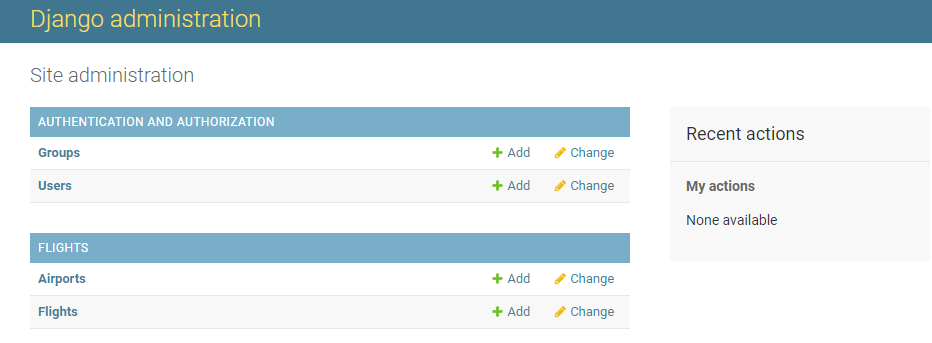 Django administration
Site administration
AUTHENTICATION AND AUTHORIZATION
Groups Add Change
Users Add Change
FLIGHTS
Airports Add Change
Flights Add Change
Recent actions
My actions
None available